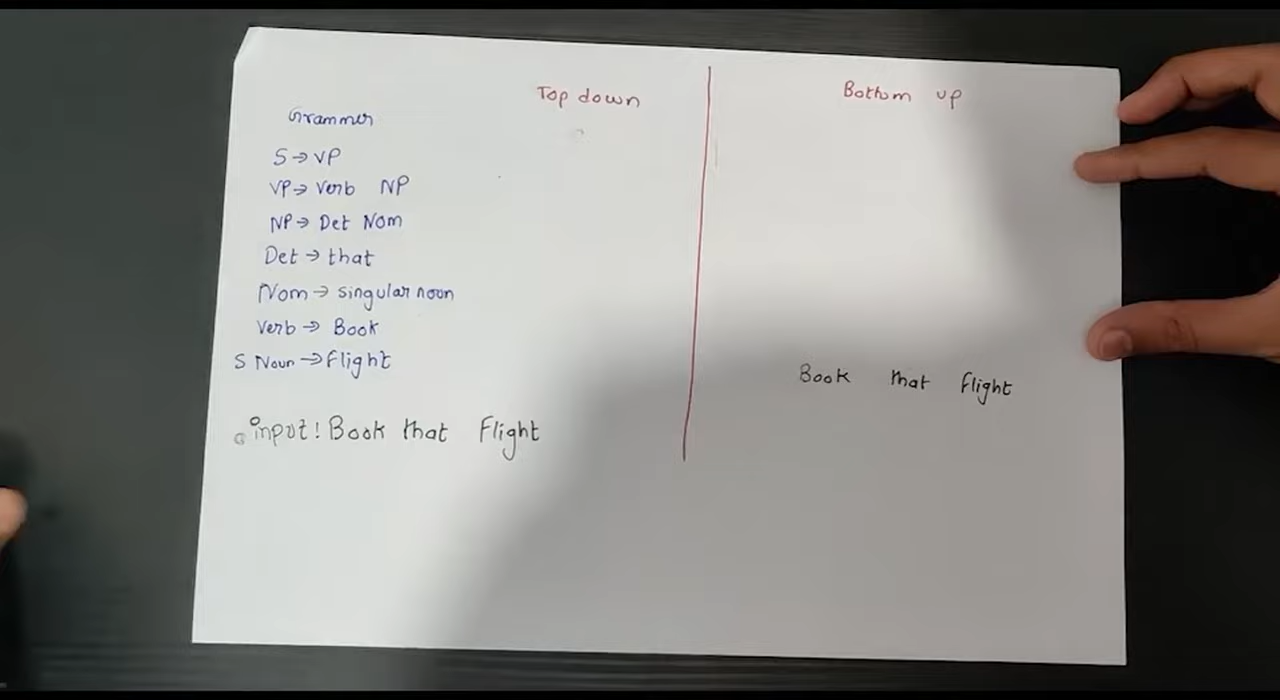 Top down
Grammer
S → VP
VP → Verb NP
NP → Det Nom
Det → that
Nom → singular noun
Verb → Book
S Noun → Flight
input! Book that Flight
Bottum up
Book that flight